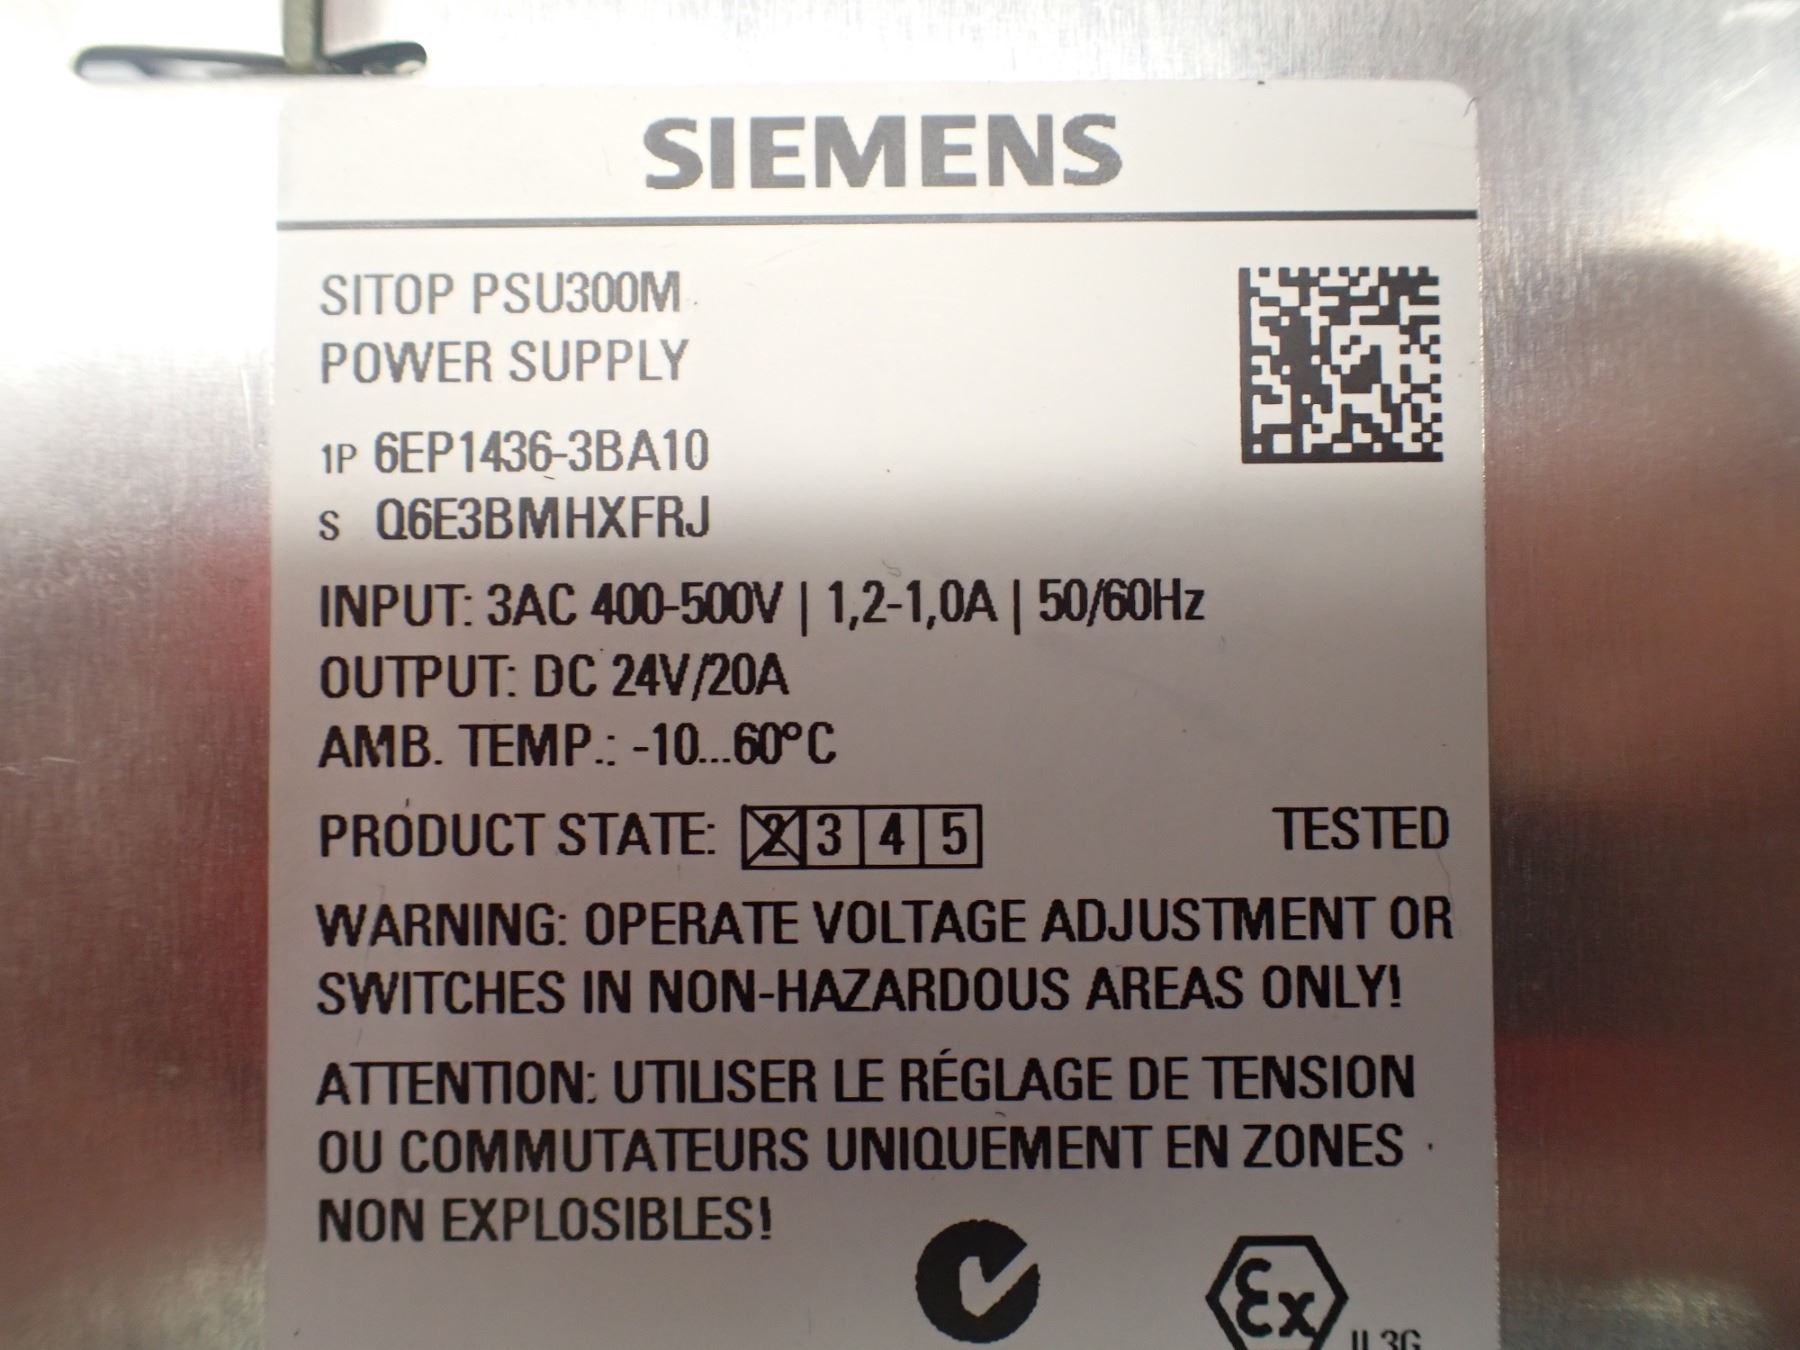 SIEMENS
SITOP PSU300M
POWER SUPPLY
1P 6EP1436-3BA10
S Q6E3BMHXFRJ
INPUT: 3AC 400-500V | 1,2-1,0A | 50/60Hz
OUTPUT: DC 24V/20A
AMB. TEMP.: -10...60°C
PRODUCT STATE: 2 3 4 5 TESTED
WARNING: OPERATE VOLTAGE ADJUSTMENT OR
SWITCHES IN NON-HAZARDOUS AREAS ONLY!
ATTENTION: UTILISER LE RÉGLAGE DE TENSION
OU COMMUTATEURS UNIQUEMENT EN ZONES
NON EXPLOSIBLES!
Ex II 3G